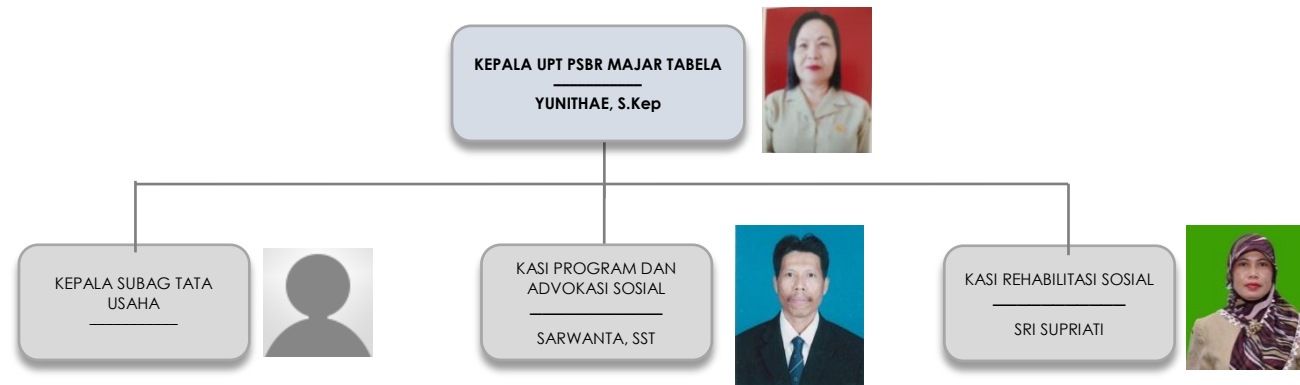 KEPALA UPT PSBR MAJAR TABELA
YUNITHAE, S.Kep
KEPALA SUBAG TATA
USAHA
KASI PROGRAM DAN
ADVOKASI SOSIAL
SARWANTA, SST
KASI REHABILITASI SOSIAL
SRI SUPRIATI